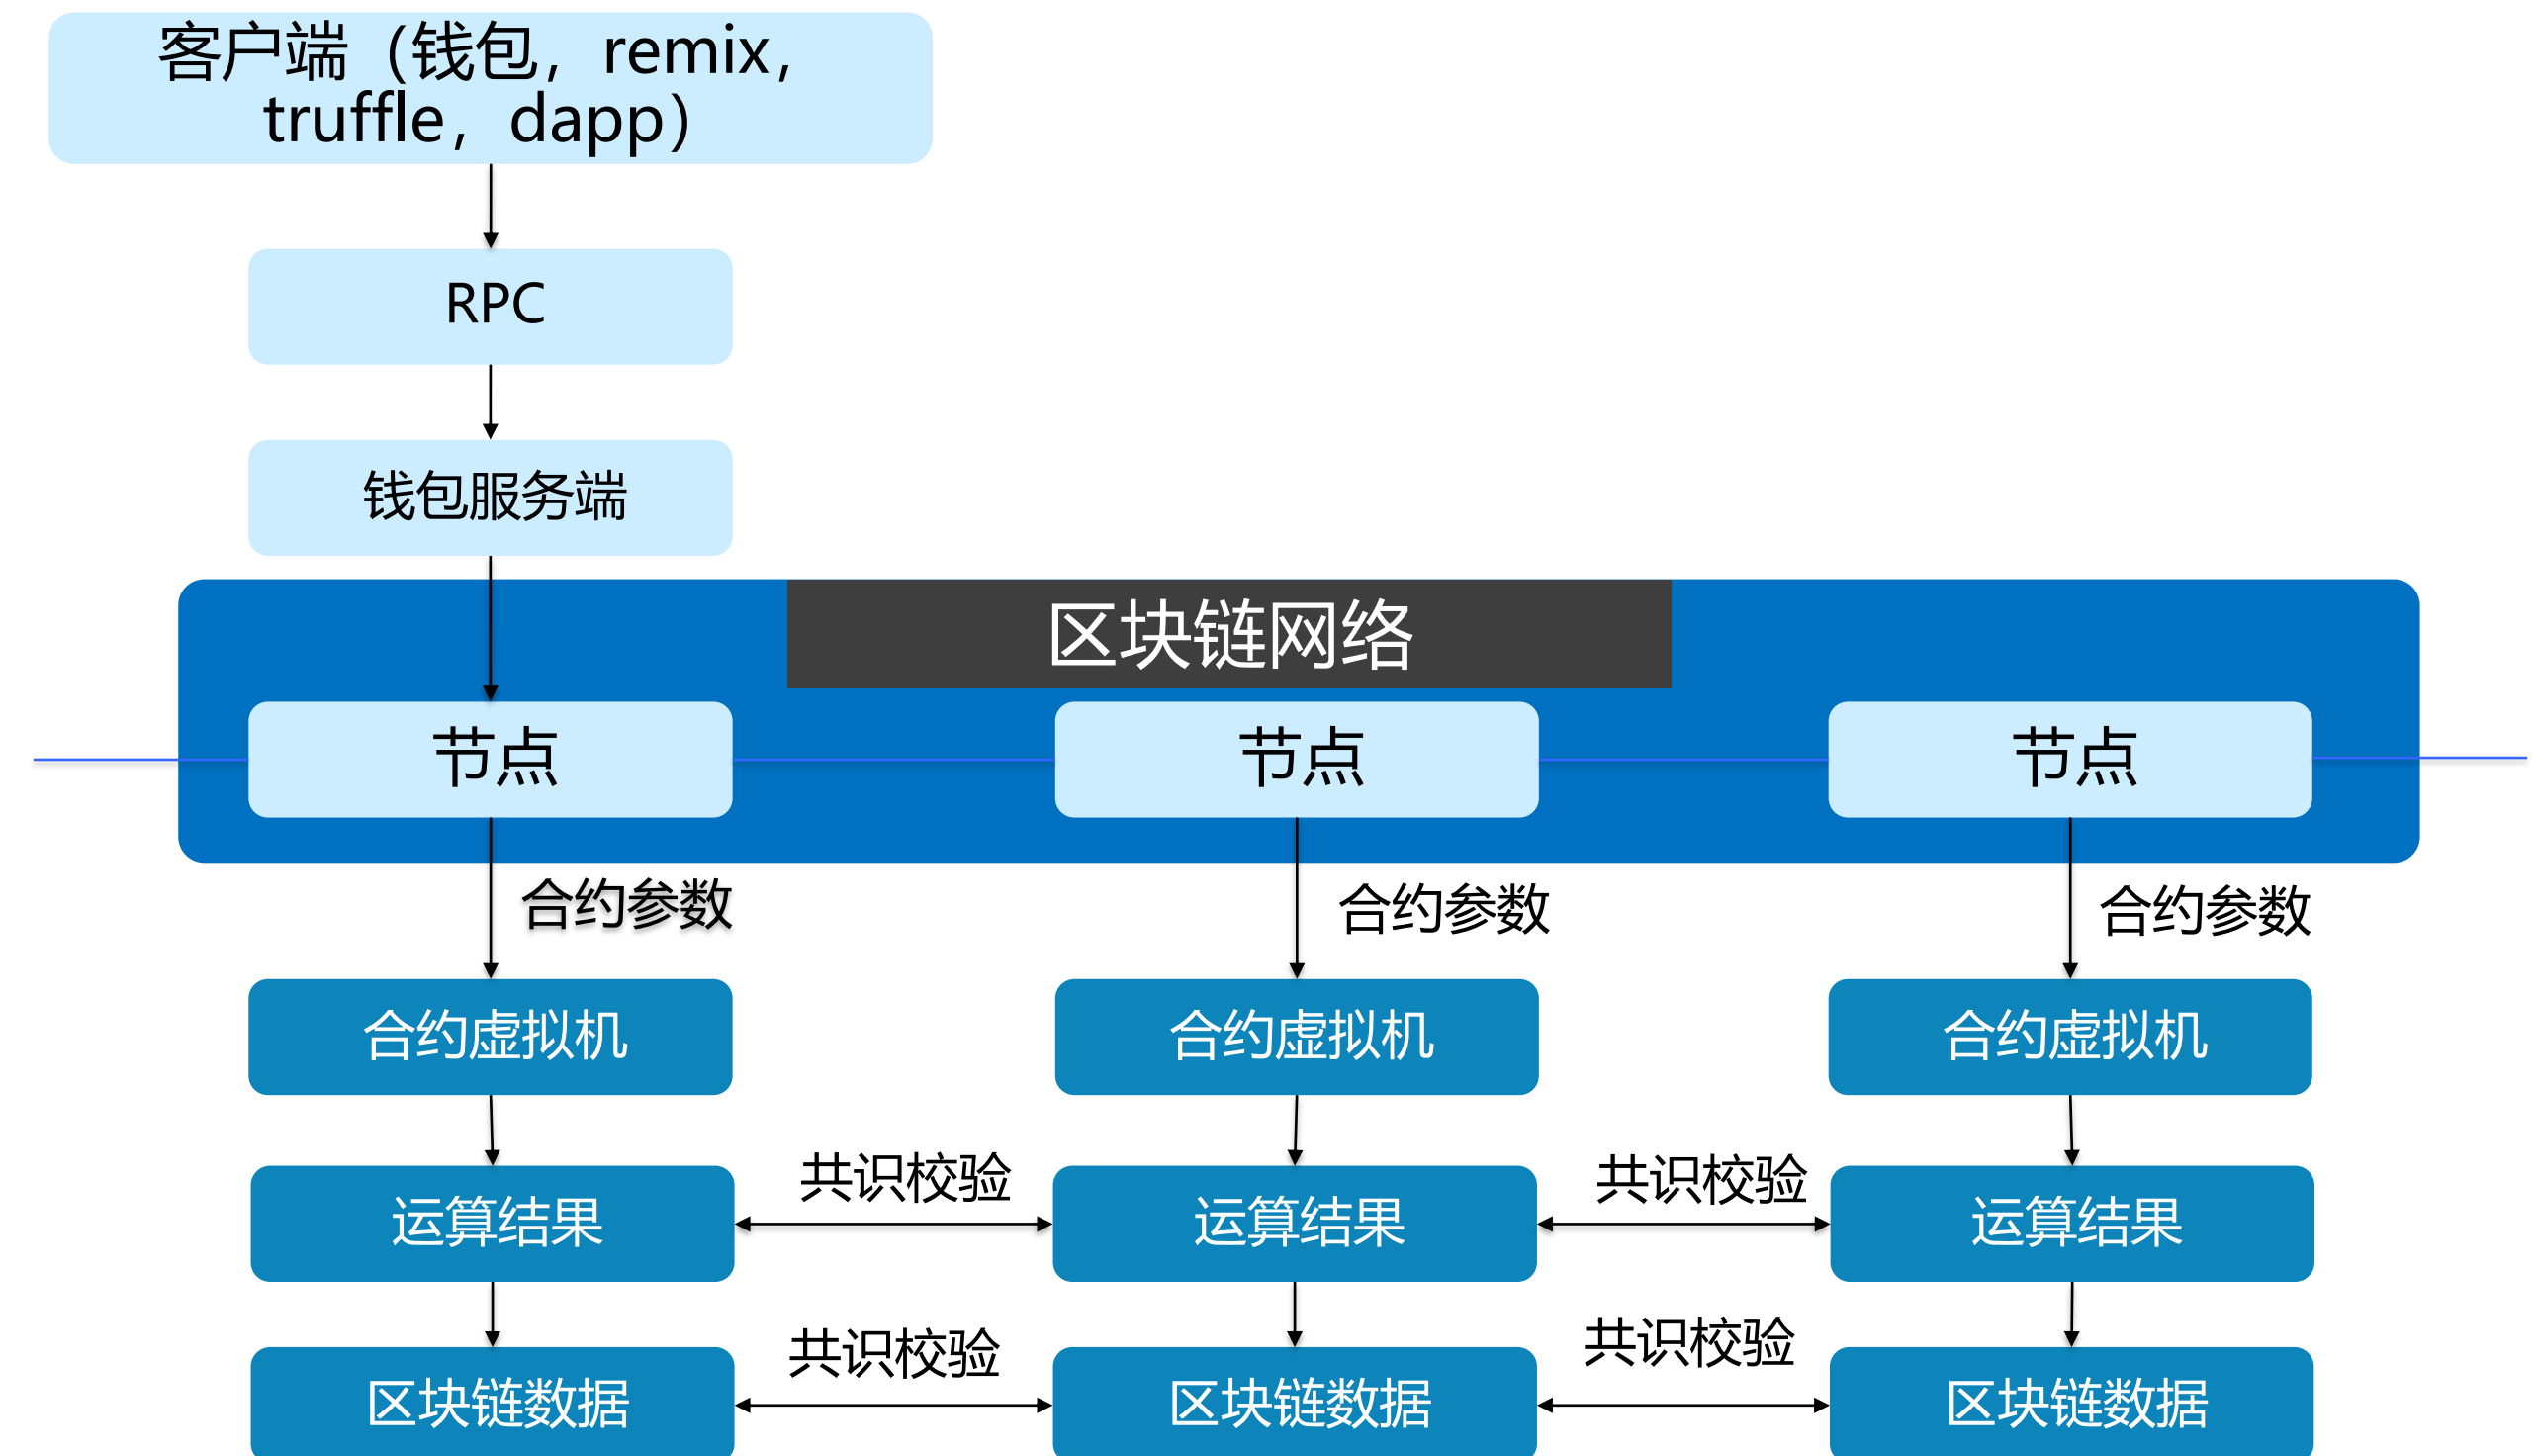 客户端（钱包，remix，
truffle，dapp）
RPC
钱包服务端
区块链网络
节点
节点
节点
合约参数
合约参数
合约参数
合约虚拟机
合约虚拟机
合约虚拟机
共识校验
共识校验
运算结果
运算结果
运算结果
共识校验
共识校验
区块链数据
区块链数据
区块链数据